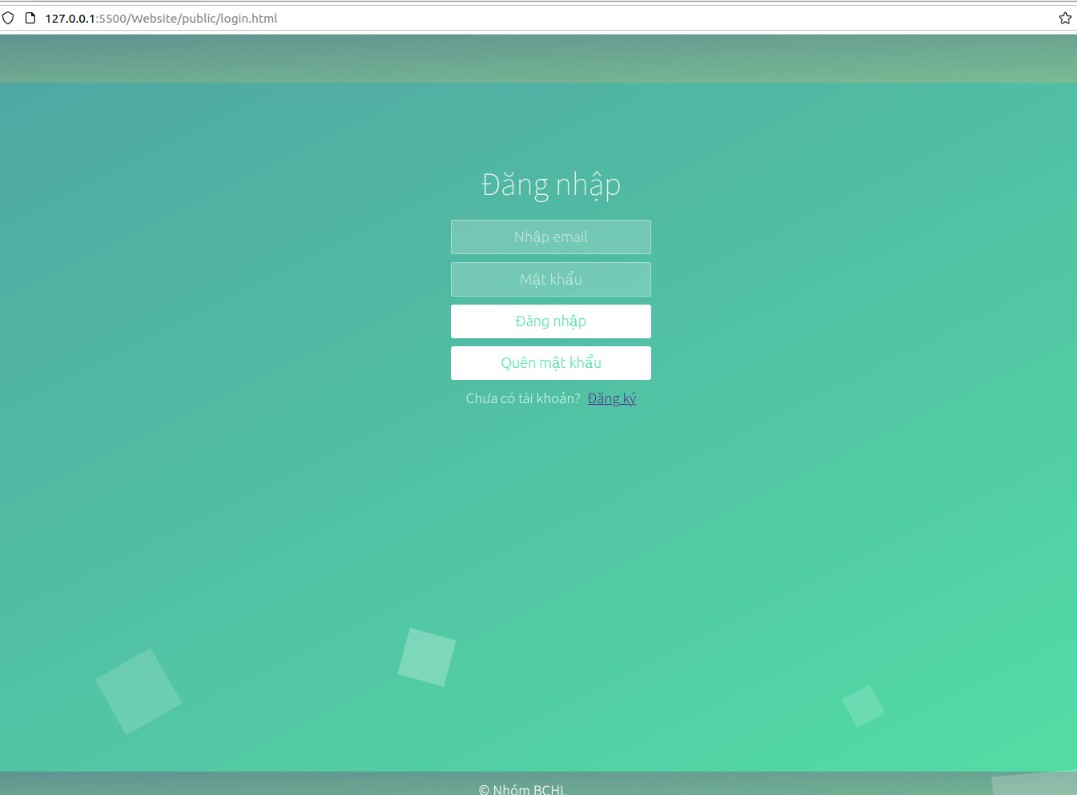 127.0.0.1:5500/Website/public/login.html
Đăng nhập
Nhập email
Mật khẩu
Đăng nhập
Quên mật khẩu
Chưa có tài khoản? Đăng ký
© Nhóm BCHL